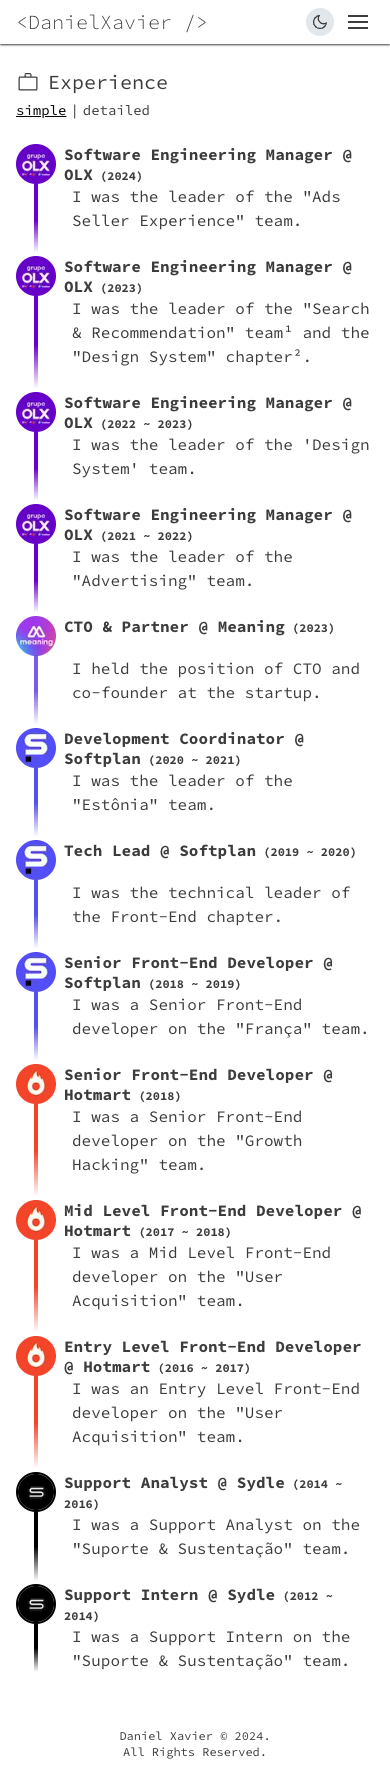 <DanielXavier />
Experience
simple | detailed
grupo
OLX
Software Engineering Manager @
OLX (2024)
I was the leader of the "Ads
Seller Experience" team.
grupo
OLX
Software Engineering Manager @
OLX (2023)
I was the leader of the "Search
& Recommendation" team¹ and the
"Design System" chapter².
grupo
OLX
Software Engineering Manager @
OLX (2022 ~ 2023)
I was the leader of the 'Design
System' team.
grupo
OLX
Software Engineering Manager @
OLX (2021 ~ 2022)
I was the leader of the
"Advertising" team.
meaning
CTO & Partner @ Meaning (2023)
I held the position of CTO and
co-founder at the startup.
Development Coordinator @
Softplan (2020 ~ 2021)
I was the leader of the
"Estônia" team.
Tech Lead @ Softplan (2019 ~ 2020)
I was the technical leader of
the Front-End chapter.
Senior Front-End Developer @
Softplan (2018 ~ 2019)
I was a Senior Front-End
developer on the "França" team.
Senior Front-End Developer @
Hotmart (2018)
I was a Senior Front-End
developer on the "Growth
Hacking" team.
Mid Level Front-End Developer @
Hotmart (2017 ~ 2018)
I was a Mid Level Front-End
developer on the "User
Acquisition" team.
Entry Level Front-End Developer
@ Hotmart (2016 ~ 2017)
I was an Entry Level Front-End
developer on the "User
Acquisition" team.
Support Analyst @ Sydle (2014 ~
2016)
I was a Support Analyst on the
"Suporte & Sustentação" team.
Support Intern @ Sydle (2012 ~
2014)
I was a Support Intern on the
"Suporte & Sustentação" team.
Daniel Xavier © 2024.
All Rights Reserved.